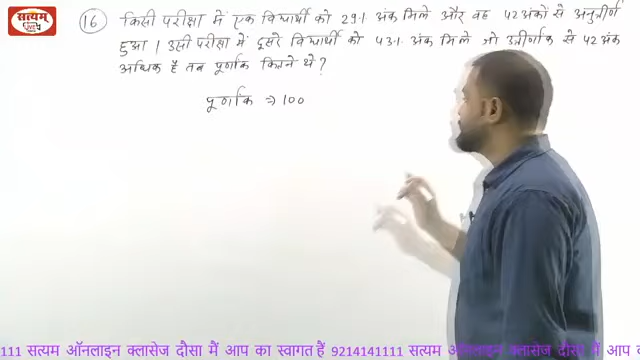 सत्यम
16 किसी परीक्षा में एक विद्यार्थी को 29% अंक मिले और वह 42 अंकों से अनुत्तीर्ण
हुआ। उसी परीक्षा में दूसरे विद्यार्थी को 43% अंक मिले जो उत्तीर्णांक से 42 अंक
अधिक है तब पूर्णांक कितने थे?
पूर्णांक ⇒ 100
111 सत्यम ऑनलाइन क्लासेज दौसा मैं आप का स्वागत हैं 9214141111 सत्यम ऑनलाइन क्लासेज दौसा मैं आप